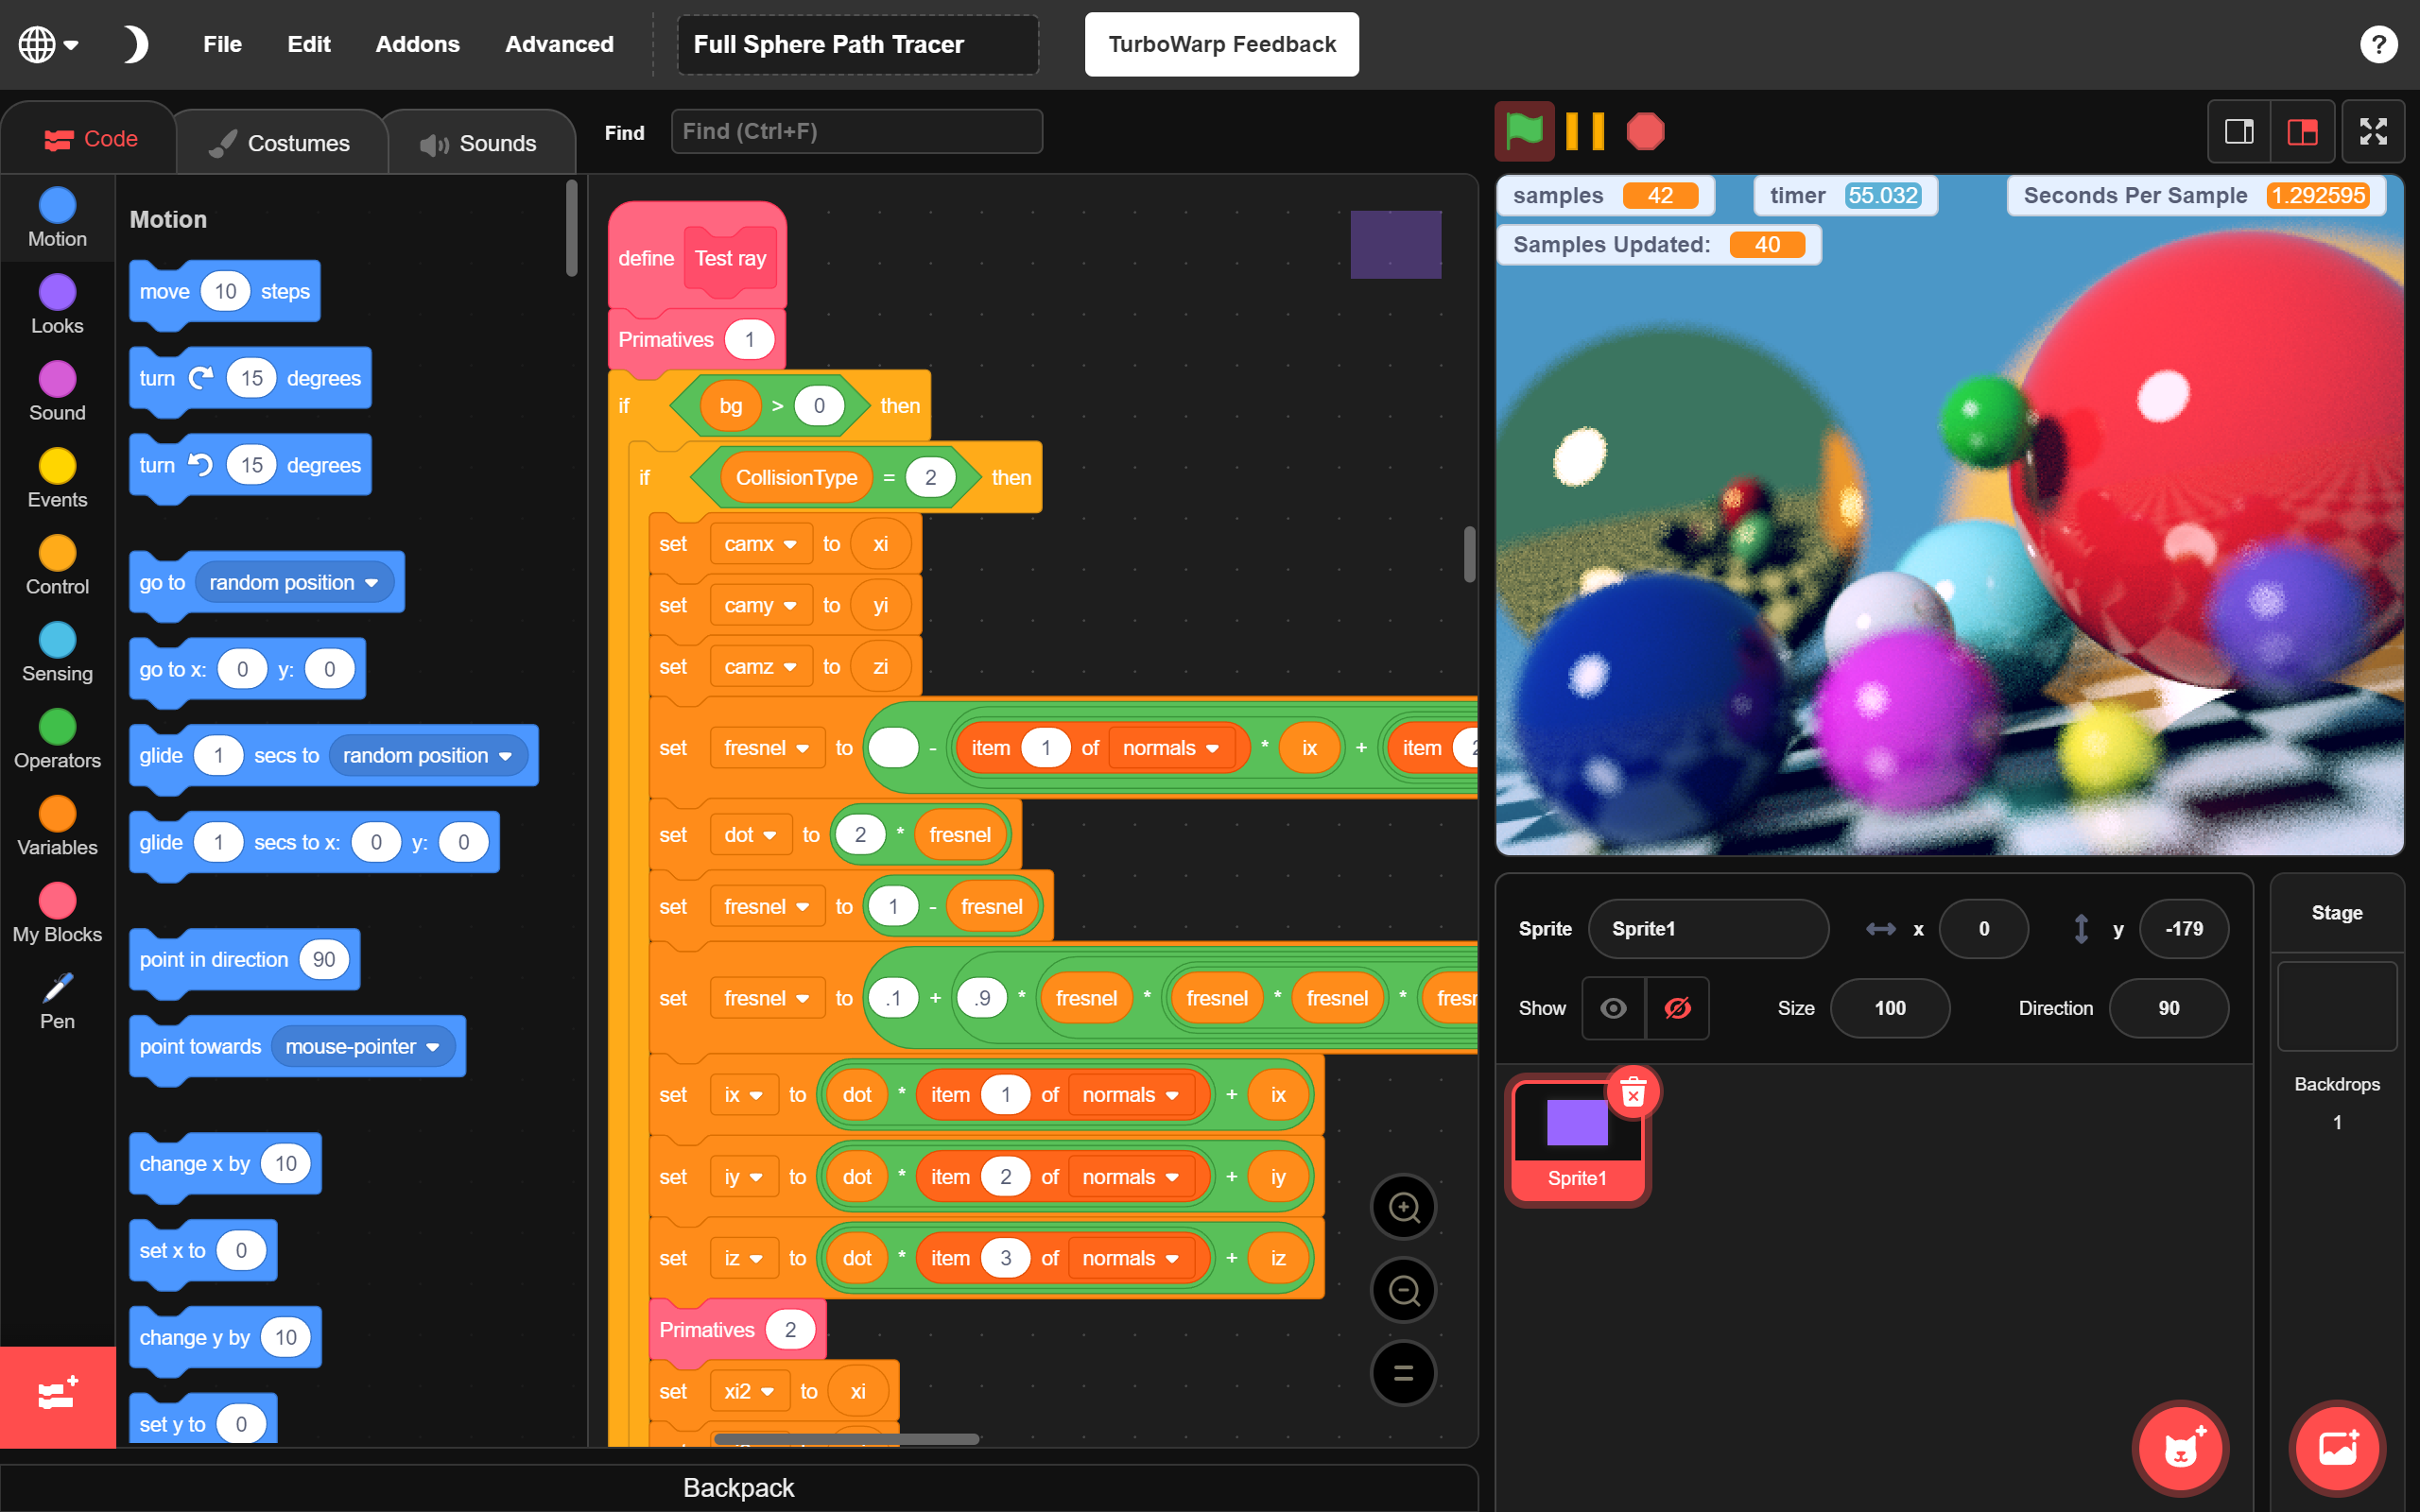 File Edit Addons Advanced Full Sphere Path Tracer TurboWarp Feedback ?
Code Costumes Sounds Find Find (Ctrl+F)
Motion
Looks
Sound
Events
Control
Sensing
Operators
Variables
My Blocks
Pen
Motion
move 10 steps
turn 15 degrees
turn 15 degrees
go to random position
go to x: 0 y: 0
glide 1 secs to random position
glide 1 secs to x: 0 y: 0
point in direction 90
point towards mouse-pointer
change x by 10
set x to 0
change y by 10
set y to 0
define Test ray
Primatives 1
if bg > 0 then
if CollisionType = 2 then
set camx to xi
set camy to yi
set camz to zi
set fresnel to - item 1 of normals * ix + item
set dot to 2 * fresnel
set fresnel to 1 - fresnel
set fresnel to .1 + .9 * fresnel * fresnel * fresnel *
set ix to dot * item 1 of normals + ix
set iy to dot * item 2 of normals + iy
set iz to dot * item 3 of normals + iz
Primatives 2
set xi2 to xi
Backpack
samples 42 timer 55.032 Seconds Per Sample 1.292595
Samples Updated: 40
Sprite Sprite1 x 0 y -179
Show Size 100 Direction 90
Sprite1
Stage
Backdrops
1